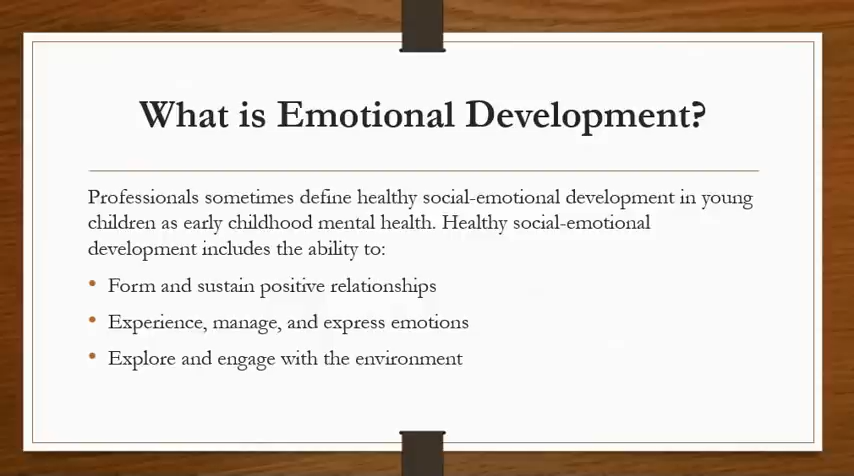 What is Emotional Development?
Professionals sometimes define healthy social-emotional development in young
children as early childhood mental health. Healthy social-emotional
development includes the ability to:
• Form and sustain positive relationships
• Experience, manage, and express emotions
• Explore and engage with the environment